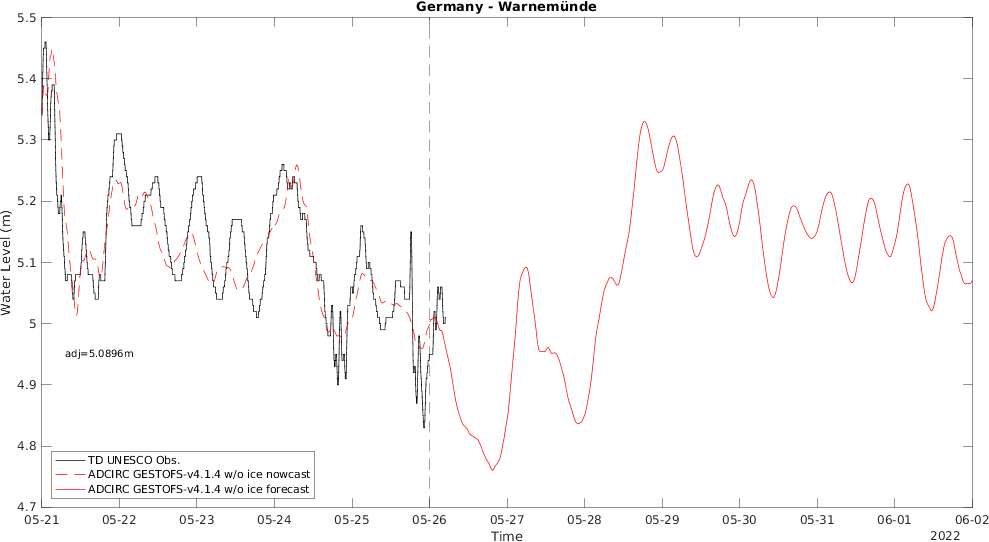 Germany - Warnemünde
5.5
5.4
5.3
5.2
5.1
5
4.9
4.8
4.7
Water Level (m)
adj=5.0896m
TD UNESCO Obs.
ADCIRC GESTOFS-v4.1.4 w/o ice nowcast
ADCIRC GESTOFS-v4.1.4 w/o ice forecast
05-21 05-22 05-23 05-24 05-25 05-26 05-27 05-28 05-29 05-30 05-31 06-01 06-02
Time
2022